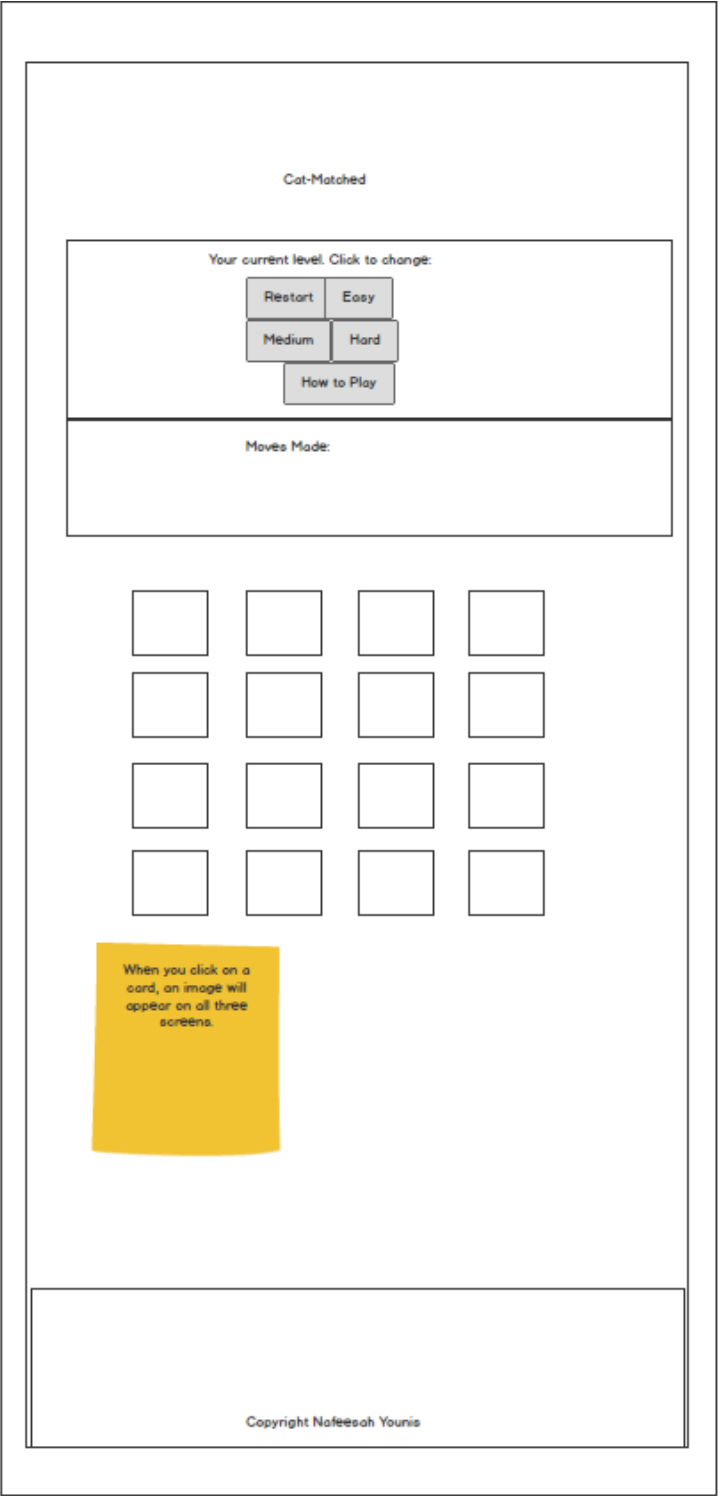 Cat-Matched
Your current level. Click to change:
Restart Easy
Medium Hard
How to Play
Moves Made:
When you click on a
card, an image will
appear on all three
screens.
Copyright Nafeesah Younis